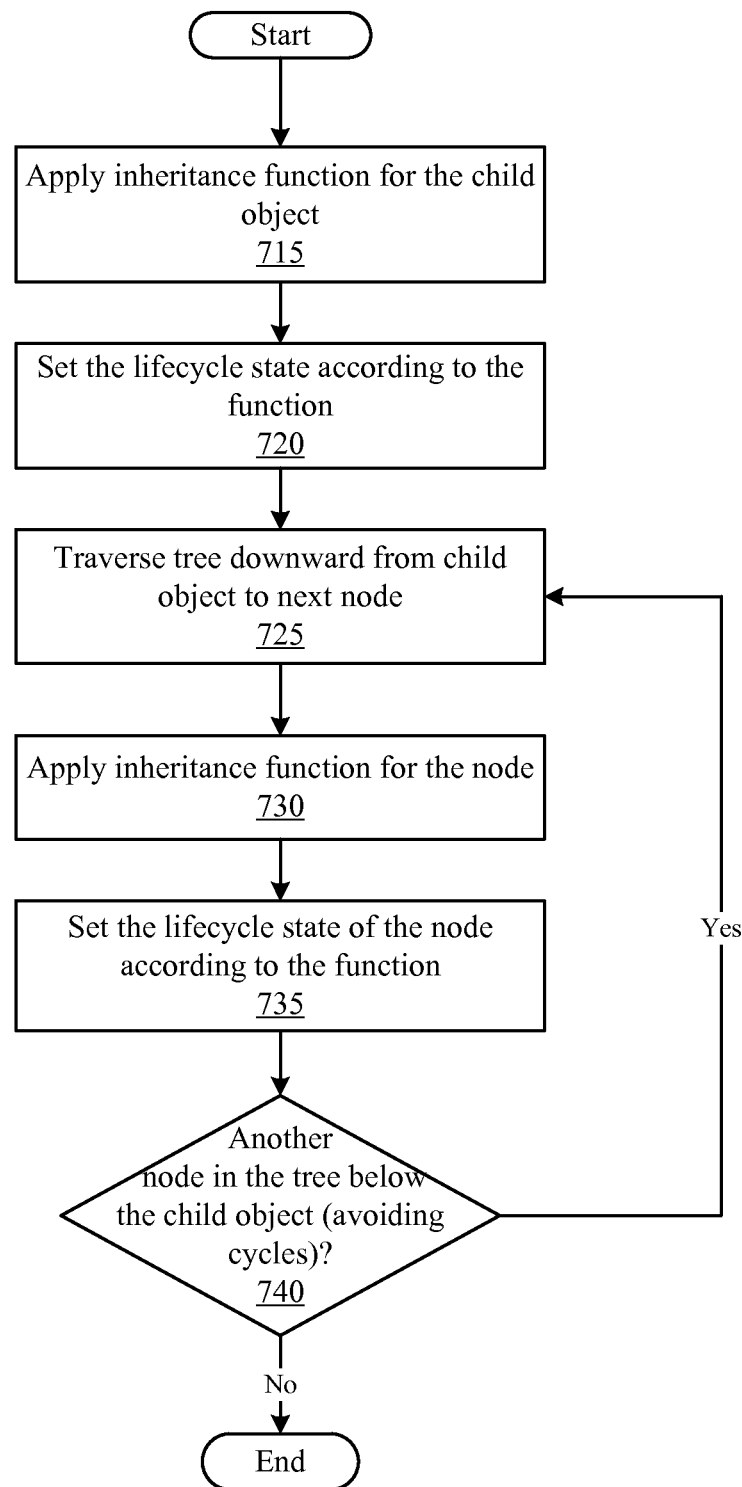 Start
Apply inheritance function for the child
object
715
Set the lifecycle state according to the
function
720
Traverse tree downward from child
object to next node
725
Apply inheritance function for the node
730
Set the lifecycle state of the node
according to the function
735
Yes
Another
node in the tree below
the child object (avoiding
cycles)?
740
No
End